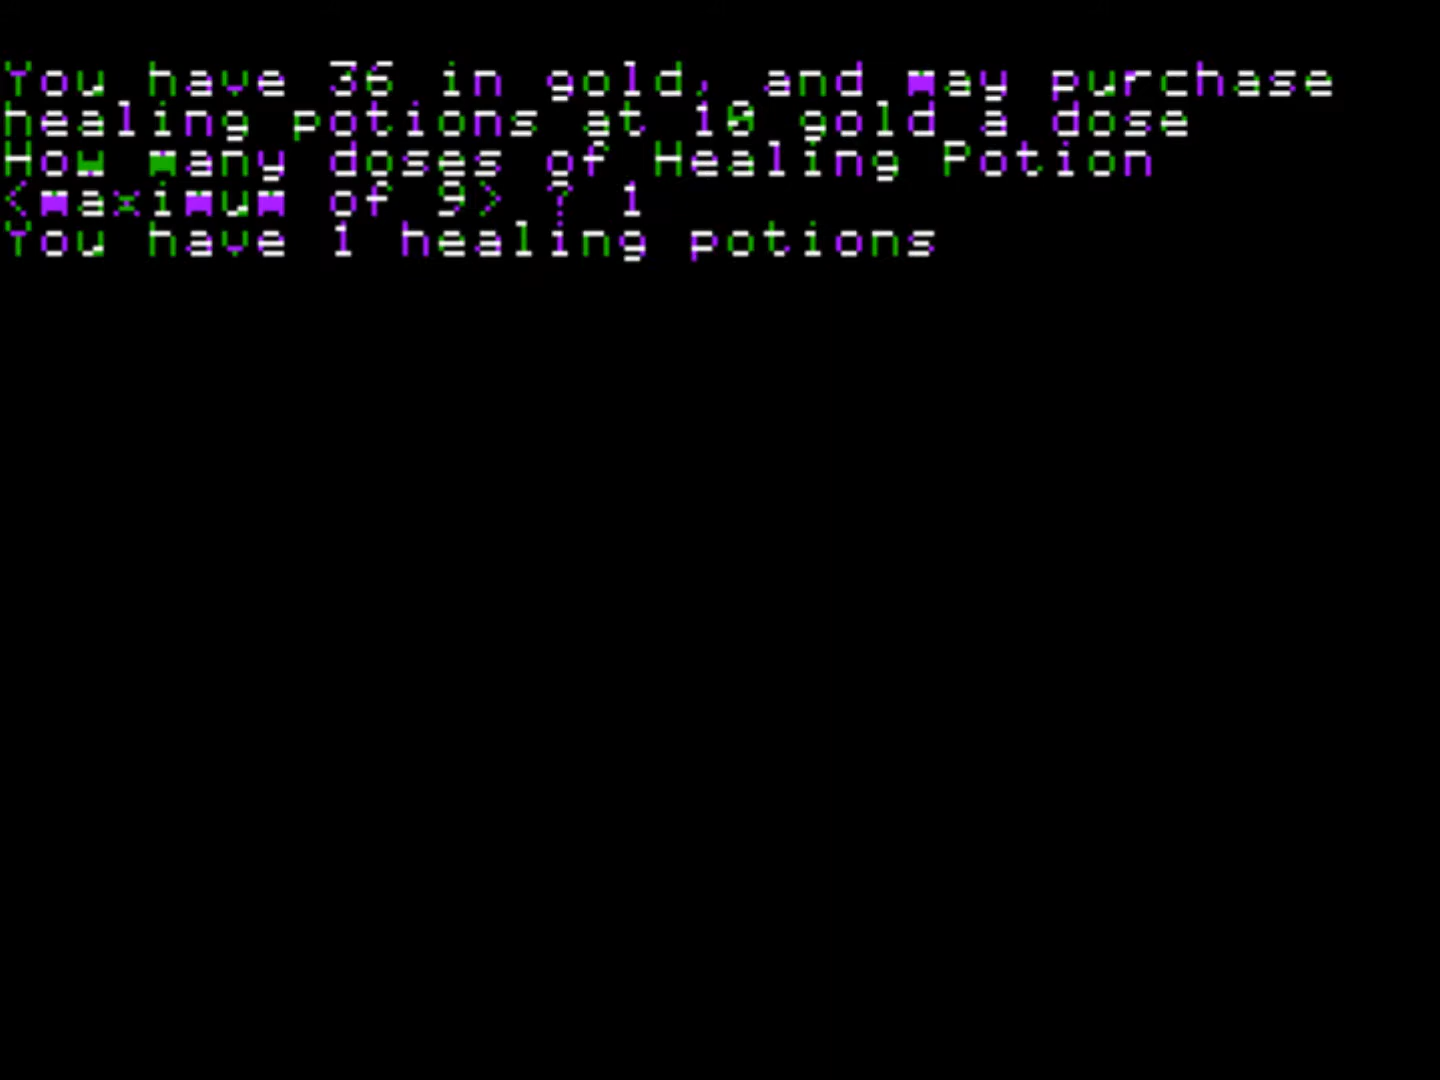 You have 36 in gold, and may purchase
healing potions at 10 gold a dose
How many doses of Healing Potion
<maximum of 9> ? 1
You have 1 healing potions